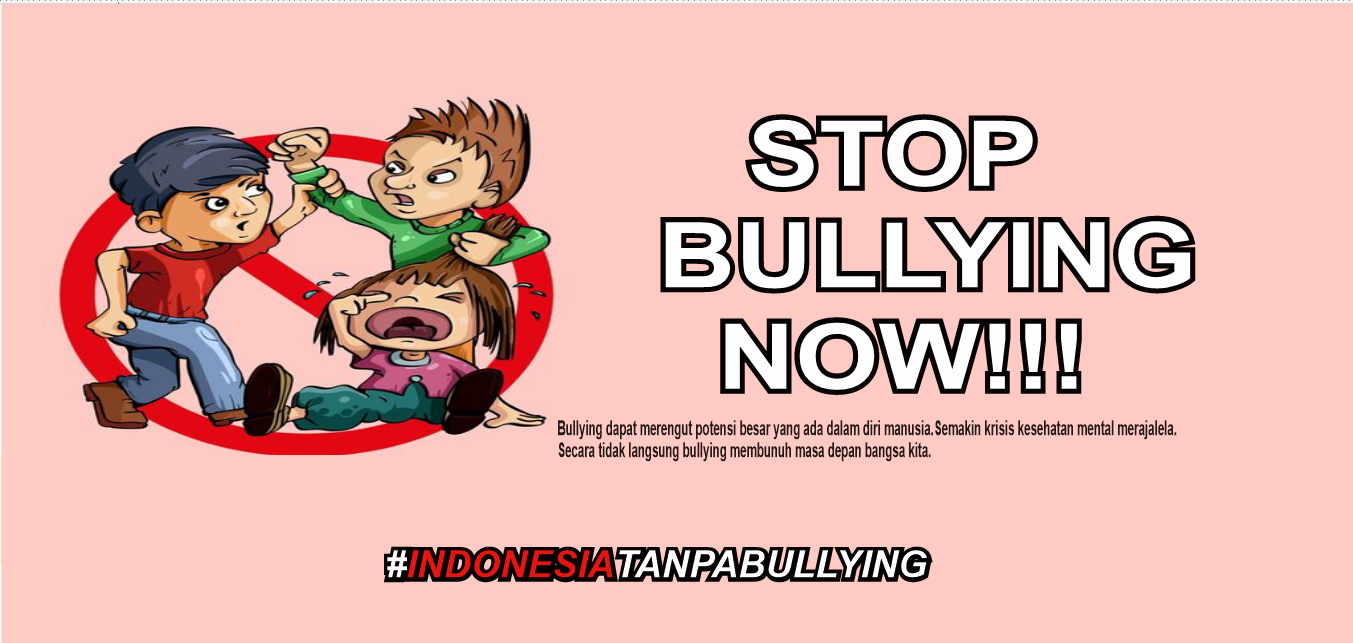 STOP
BULLYING
NOW!!!
Bullying dapat merengut potensi besar yang ada dalam diri manusia.Semakin krisis kesehatan mental merajalela.
Secara tidak langsung bullying membunuh masa depan bangsa kita.
#INDONESIATANPABULLYING